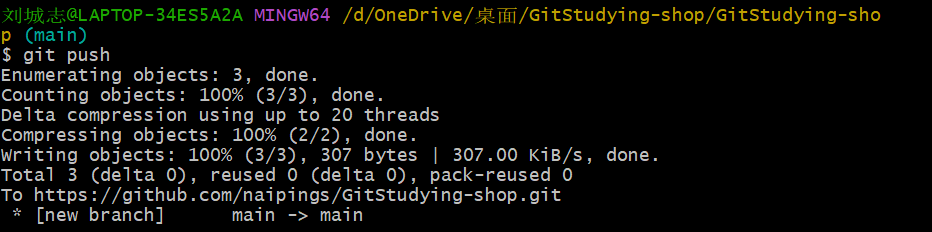 刘城志@LAPTOP-34ES5A2A MINGW64 /d/OneDrive/桌面/GitStudying-shop/GitStudying-sho
p (main)
$ git push
Enumerating objects: 3, done.
Counting objects: 100% (3/3), done.
Delta compression using up to 20 threads
Compressing objects: 100% (2/2), done.
Writing objects: 100% (3/3), 307 bytes | 307.00 KiB/s, done.
Total 3 (delta 0), reused 0 (delta 0), pack-reused 0
To https://github.com/naipings/GitStudying-shop.git
 * [new branch]      main -> main